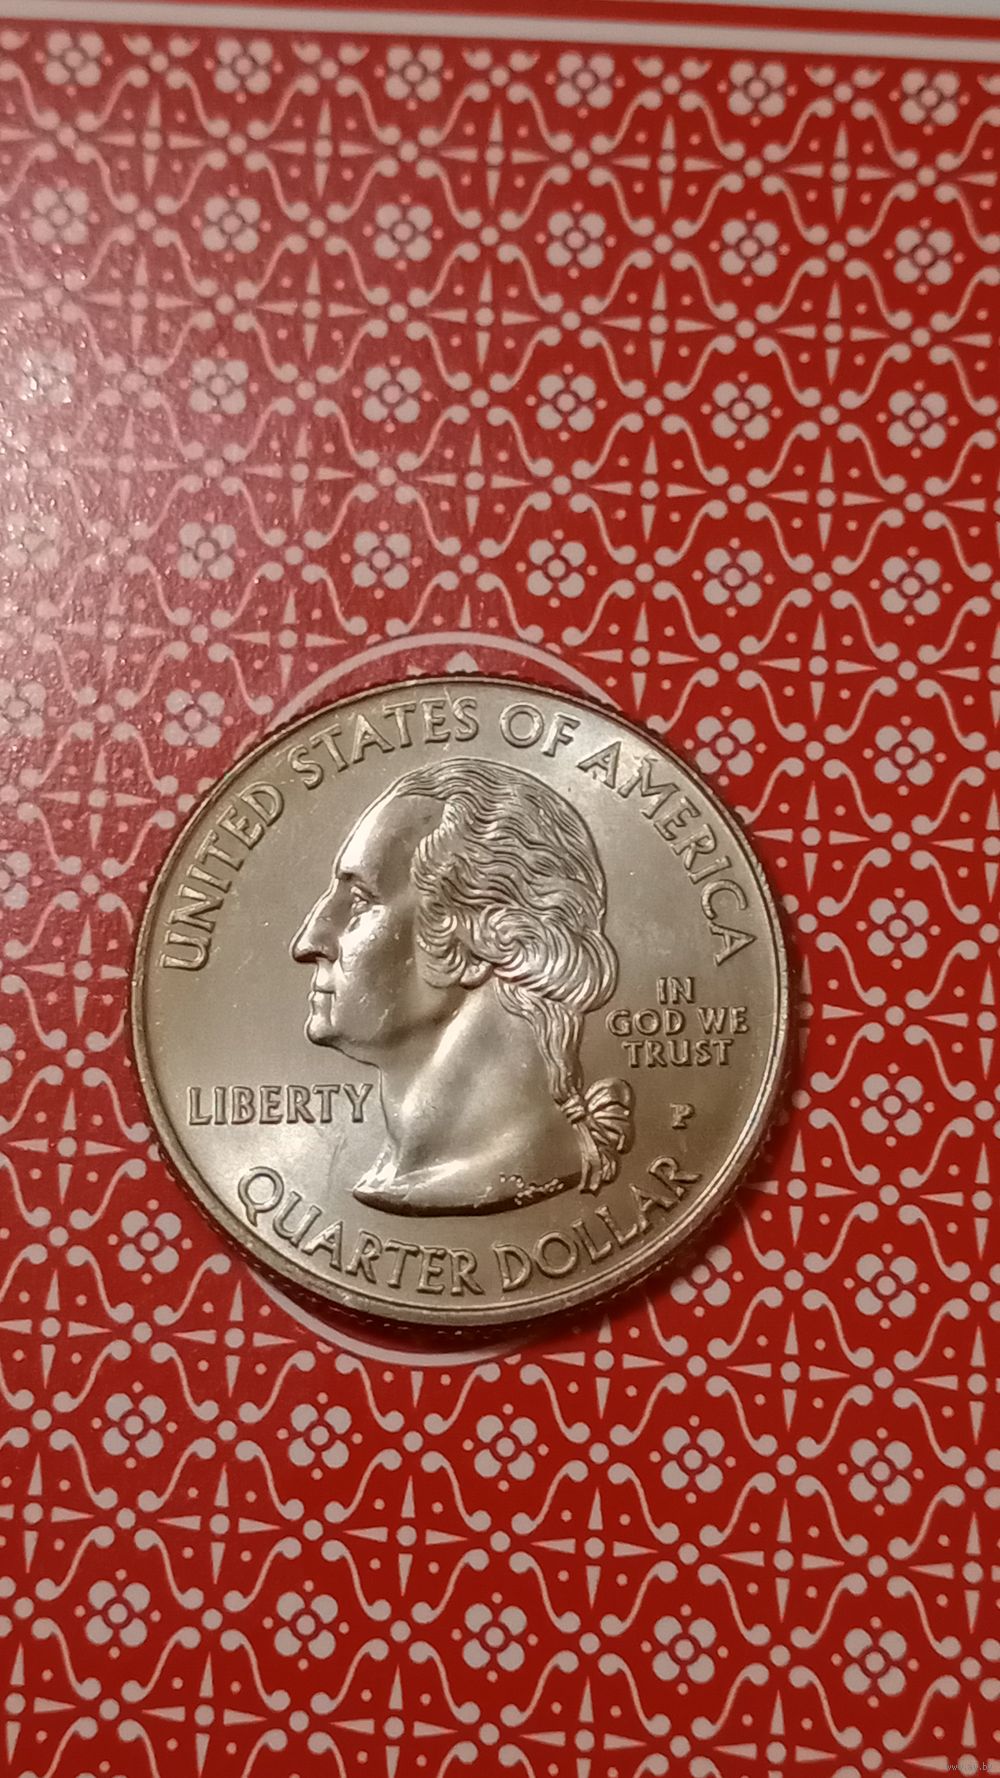 UNITED STATES OF AMERICA
IN
GOD WE
TRUST
LIBERTY
P
QUARTER DOLLAR